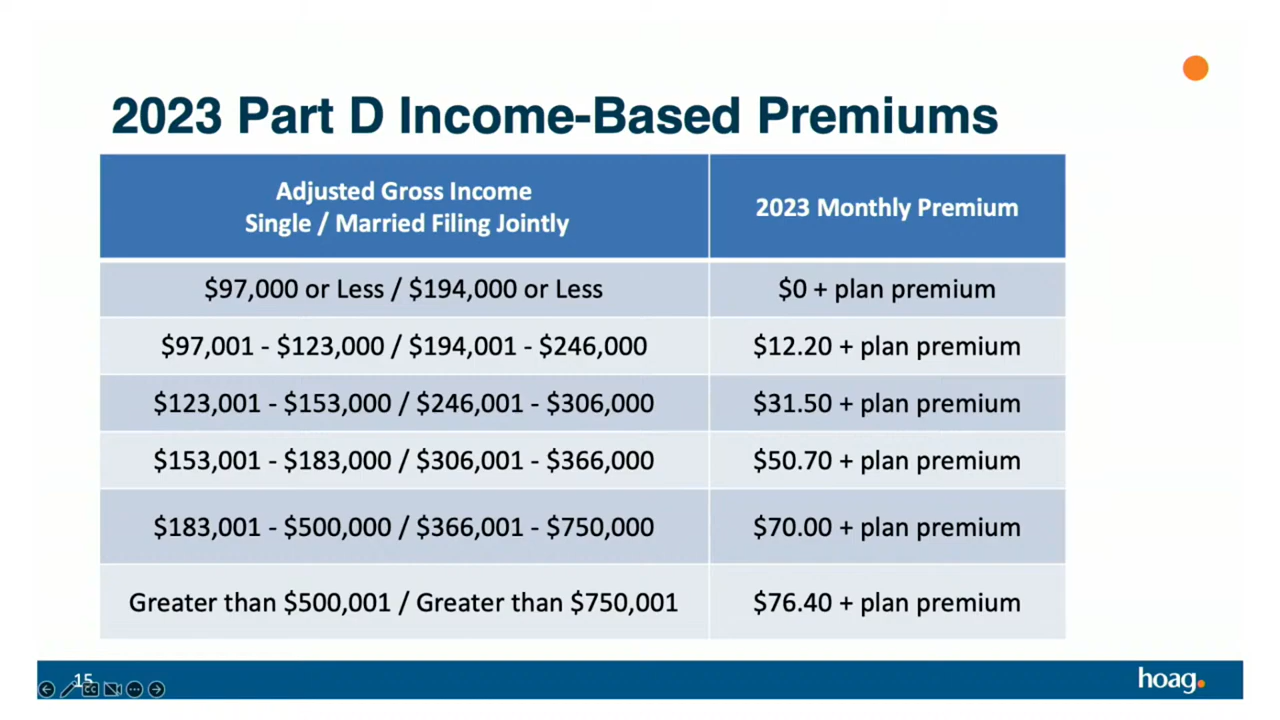 2023 Part D Income-Based Premiums
Adjusted Gross Income
Single / Married Filing Jointly
2023 Monthly Premium
$97,000 or Less / $194,000 or Less
$0 + plan premium
$97,001 - $123,000 / $194,001 - $246,000
$12.20 + plan premium
$123,001 - $153,000 / $246,001 - $306,000
$31.50 + plan premium
$153,001 - $183,000 / $306,001 - $366,000
$50.70 + plan premium
$183,001 - $500,000 / $366,001 - $750,000
$70.00 + plan premium
Greater than $500,001 / Greater than $750,001
$76.40 + plan premium
15
CC
hoag.